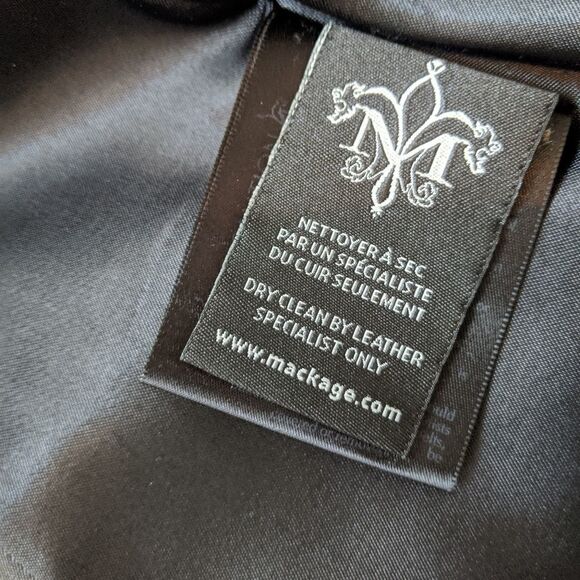 M
NETTOYER À SEC
PAR UN SPÉCIALISTE
DU CUIR SEULEMENT
DRY CLEAN BY LEATHER
SPECIALIST ONLY
www.mackage.com